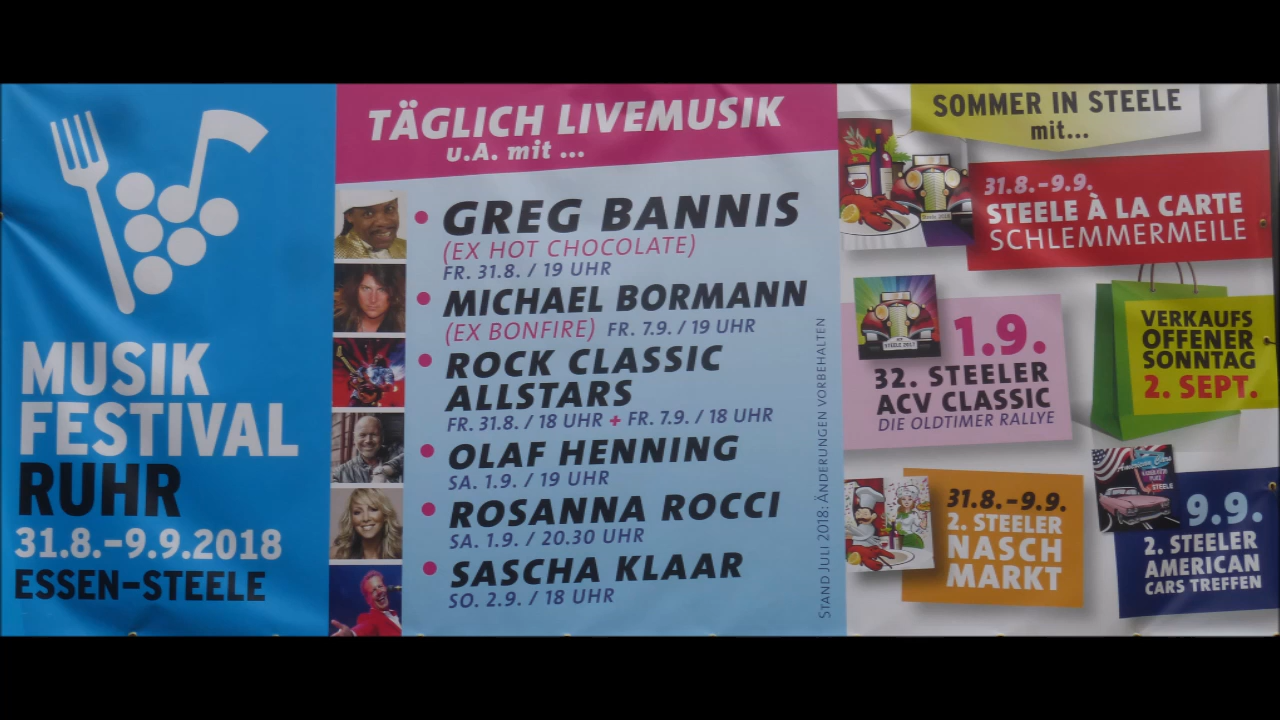 MUSIK
FESTIVAL
RUHR
31.8.-9.9.2018
ESSEN-STEELE
TÄGLICH LIVEMUSIK
u.A. mit ...
GREG BANNIS
(EX HOT CHOCOLATE)
FR. 31.8. / 19 UHR
MICHAEL BORMANN
(EX BONFIRE) FR. 7.9. / 19 UHR
ROCK CLASSIC
ALLSTARS
FR. 31.8. / 18 UHR + FR. 7.9. / 18 UHR
OLAF HENNING
SA. 1.9. / 19 UHR
ROSANNA ROCCI
SA. 1.9. / 20.30 UHR
SASCHA KLAAR
SO. 2.9. / 18 UHR
STAND JULI 2018: ÄNDERUNGEN VORBEHALTEN
SOMMER IN STEELE
mit...
31.8.-9.9.
STEELE À LA CARTE
SCHLEMMERMEILE
1.9.
32. STEELER
ACV CLASSIC
DIE OLDTIMER RALLYE
VERKAUFS
OFFENER
SONNTAG
2. SEPT.
31.8.-9.9.
2. STEELER
NASCH
MARKT
9.9.
2. STEELER
AMERICAN
CARS TREFFEN